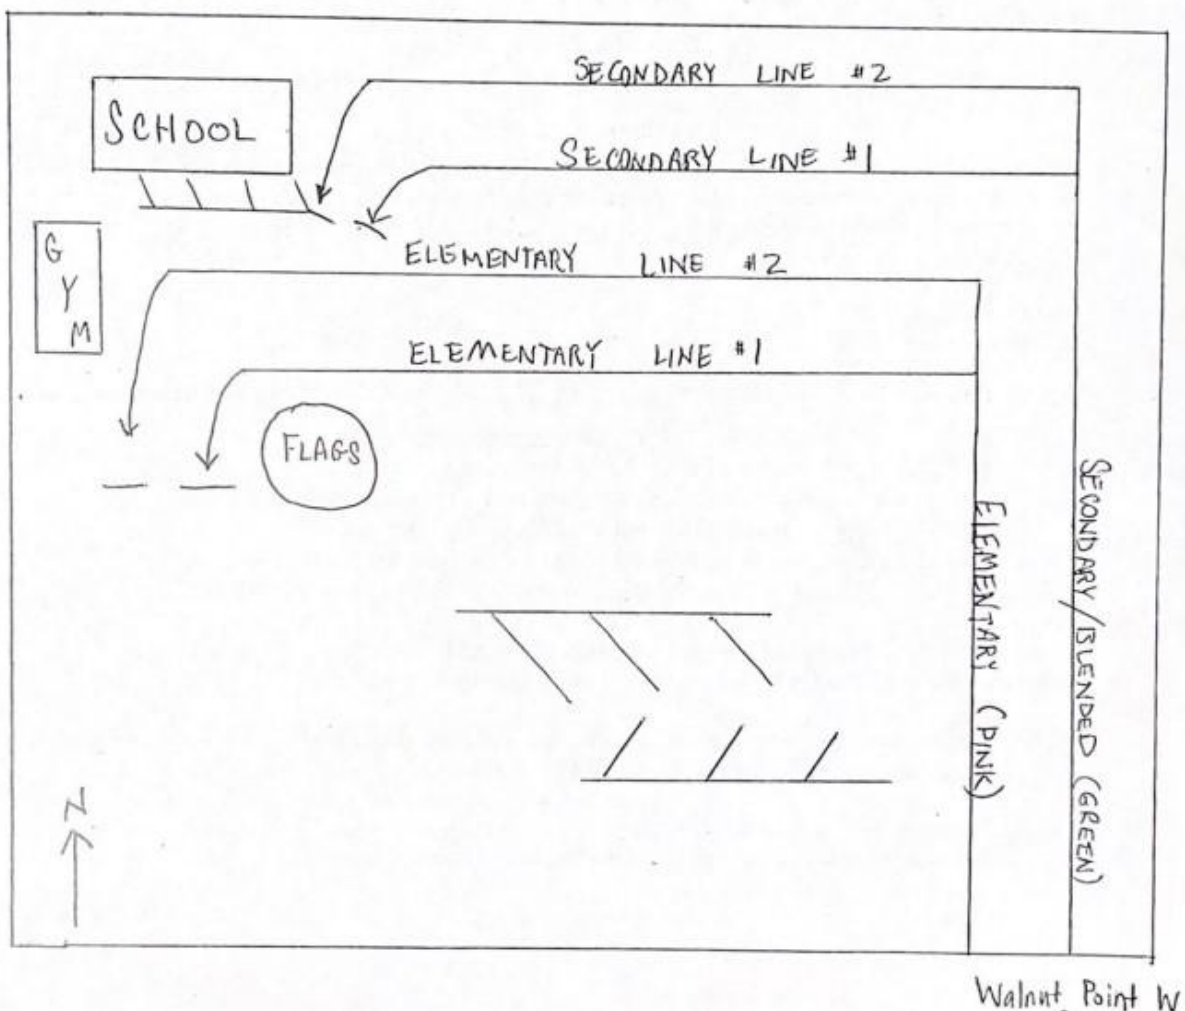 SECONDARY LINE #2
SCHOOL
SECONDARY LINE #1
GYM
ELEMENTARY LINE #2
ELEMENTARY LINE #1
FLAGS
ELEMENTARY (PINK)
SECONDARY/BLENDED (GREEN)
N
Walnut Point W